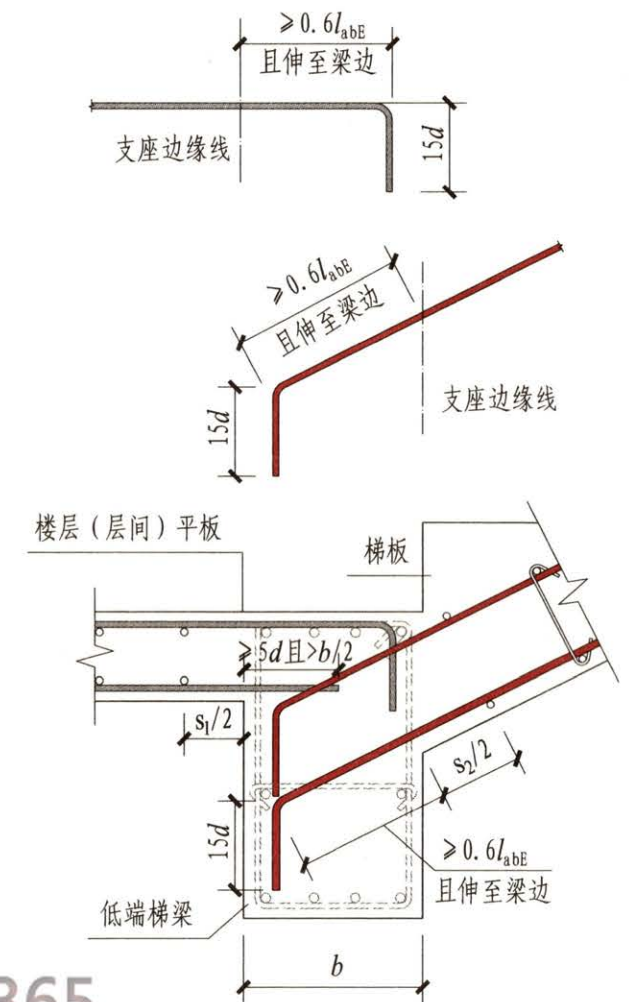 ≥0.6labE
且伸至梁边
支座边缘线
15d
≥0.6labE
且伸至梁边
15d
支座边缘线
楼层（层间）平板
梯板
≥5d且>b/2
s1/2
s2/2
15d
≥0.6labE
且伸至梁边
低端梯梁
b
365